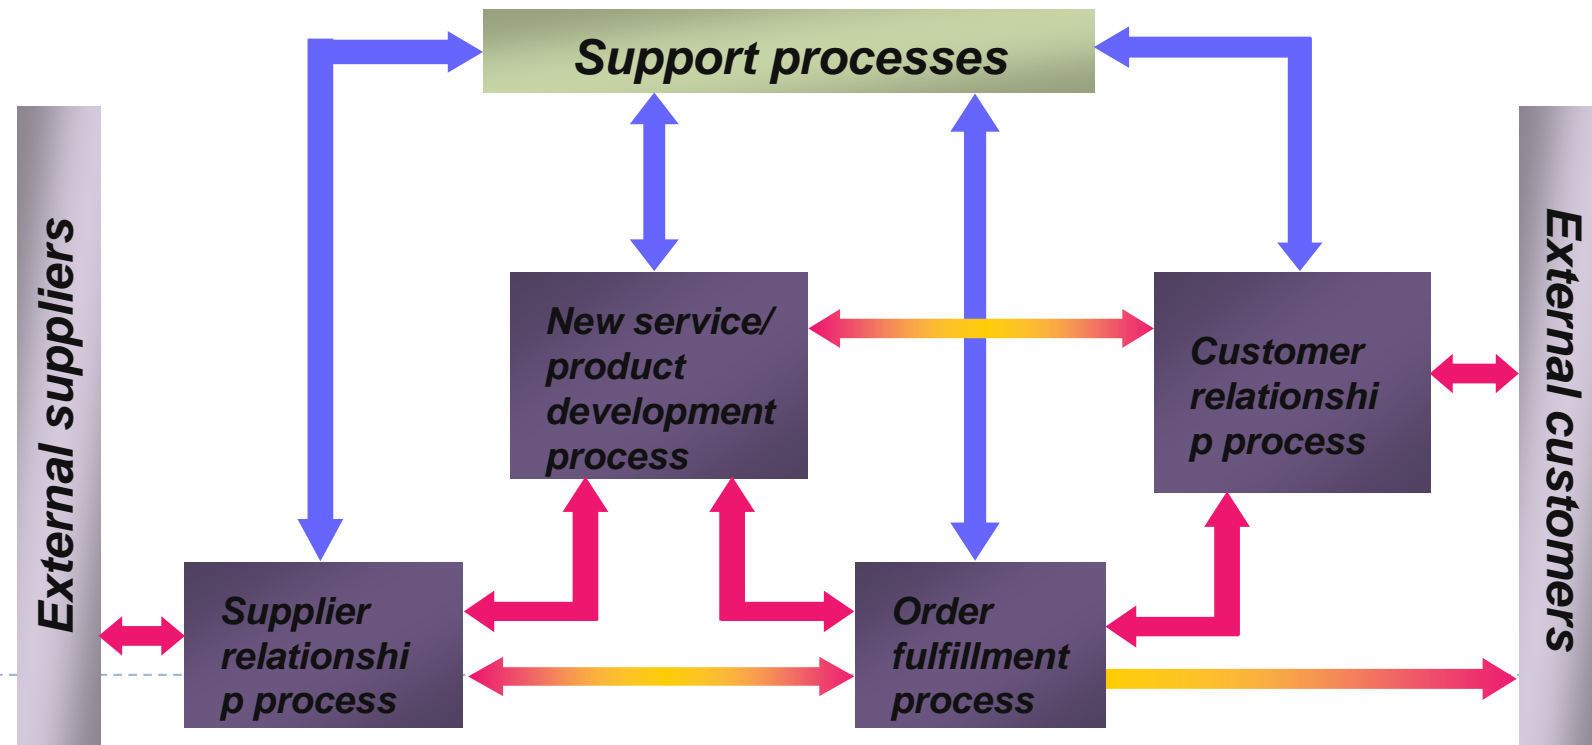 Support processes
External suppliers
New service/
product
development
process
Customer
relationshi
p process
External customers
Supplier
relationshi
p process
Order
fulfillment
process